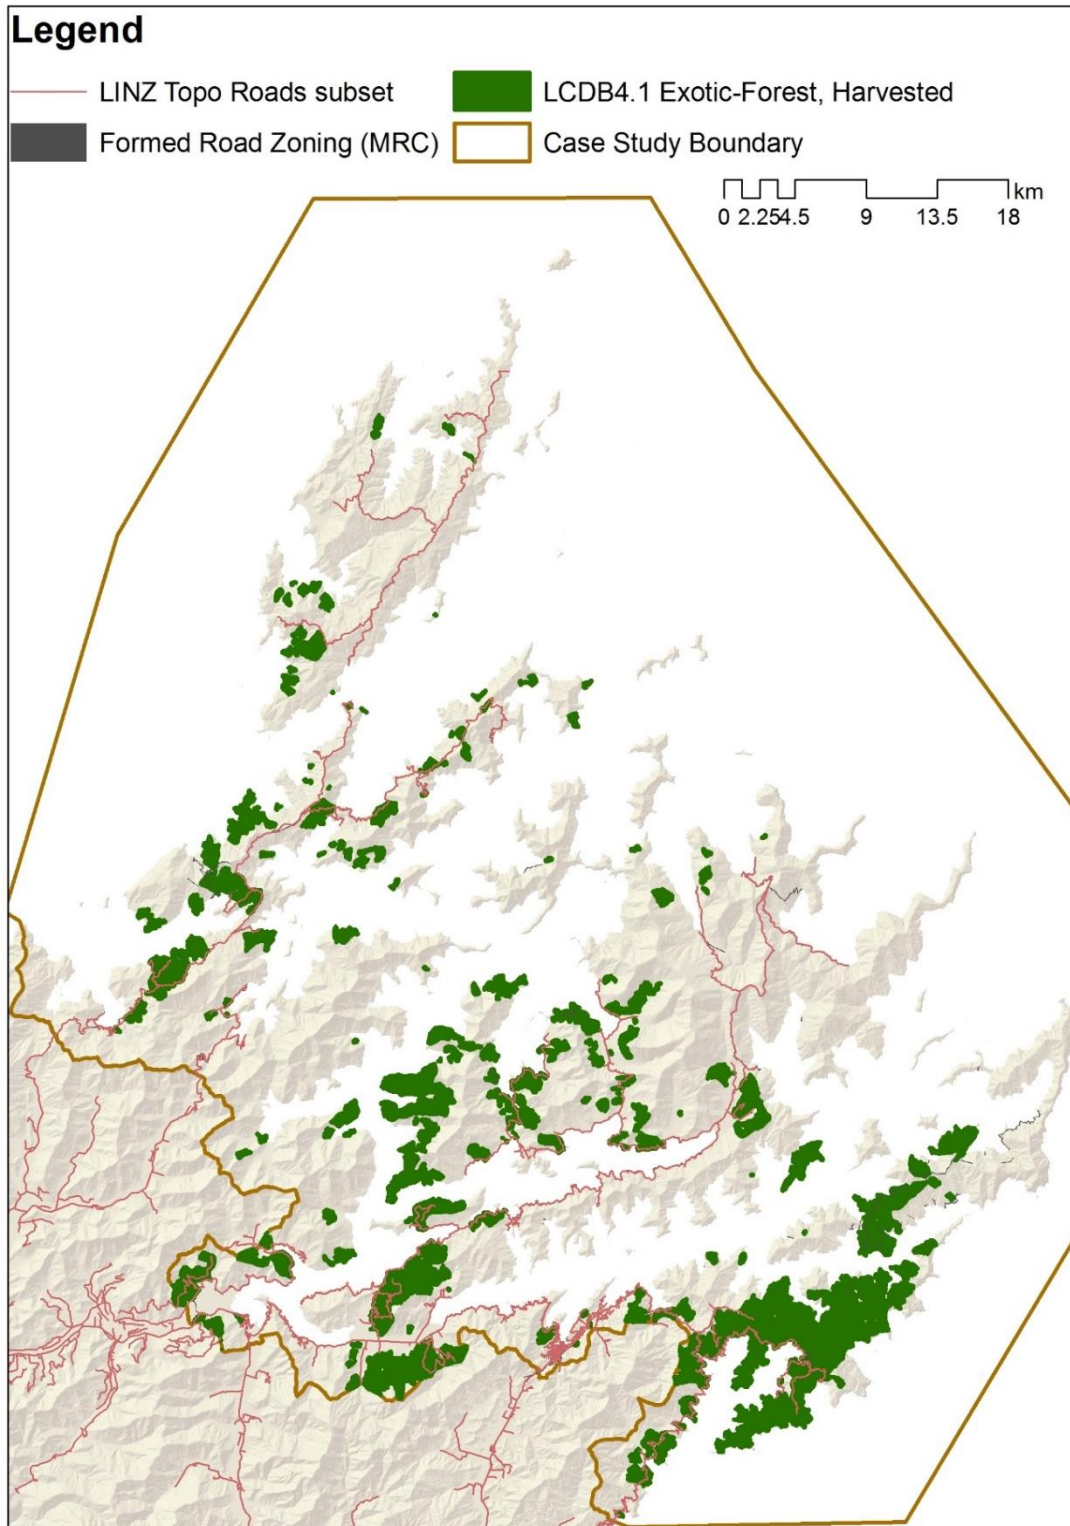 Legend
LINZ Topo Roads subset
LCDB4.1 Exotic-Forest, Harvested
Formed Road Zoning (MRC)
Case Study Boundary
km
0 2.254.5 9 13.5 18